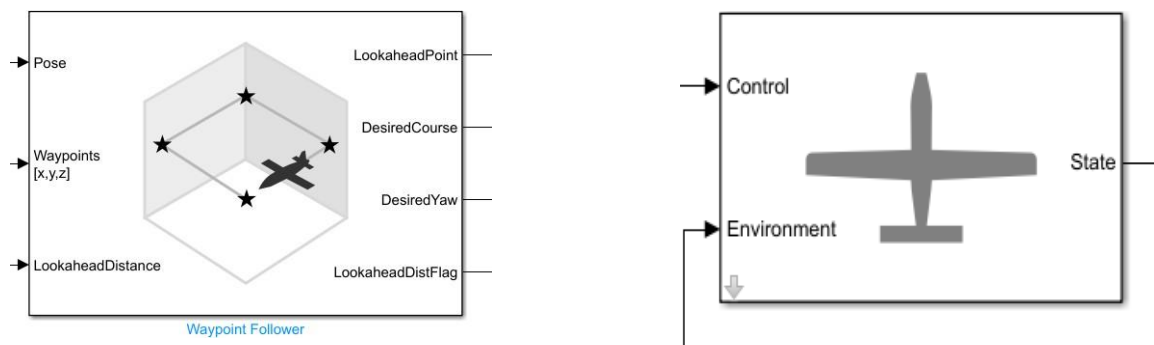 Pose
Waypoints
[x,y,z]
LookaheadDistance
LookaheadPoint
DesiredCourse
DesiredYaw
LookaheadDistFlag
Waypoint Follower
Control
Environment
State